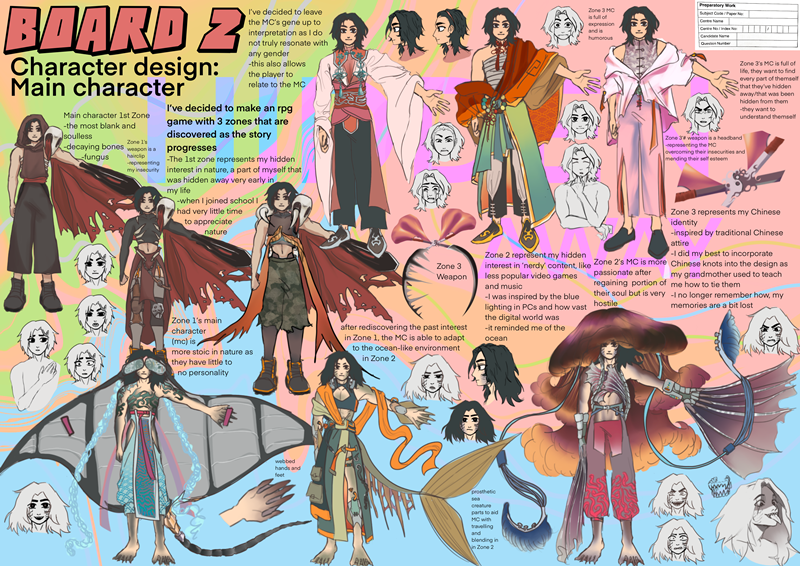 BOARD 2
Character design:
Main character
I've decided to leave
the MC's gene up to
interpretation as I do
not truly resonate with
any gender
-this also allows
the player to
relate to the MC
Main character 1st Zone
-the most blank and
soulless
-decaying bones
-fungus
Zone 1's
weapon is a
heirclip
-representing
my insecurity
I've decided to make an rpg
game with 3 zones that are
discovered as the story
progresses
-The 1st zone represents my hidden
interest in nature, a part of myself that
was hidden away very early in
my life
-when I joined school I
had very little time
to appreciate
nature
Zone 1's main
character
(mc) is
more stoic in nature as
they have little to
no personality
Zone 3 MC
is full of
expression
and is
humorous
Preparatory Work
Subject Code / Paper No:
Centre Name
Centre No / Index No:
Candidate Name
Question Number
Zone 3's MC is full of
life, they want to find
every part of themself
that they've hidden
away/that was been
hidden from them
-they want to
understand themself
Zone 3# weapon is a headband
-representing the MC
overcoming their insecurities and
mending their self esteem
Zone 3
Weapon
Zone 3 represents my Chinese
identity
-inspired by traditional Chinese
attire
-I did my best to incorporate
Chinese knots into the design as
my grandmother used to teach
me how to tie them
-I no longer remember how, my
memories are a bit lost
Zone 2 represent my hidden
interest in 'nerdy' content, like
less popular video games
and music
-I was inspired by the blue
lighting in PCs and how vast
the digital world was
-it reminded me of the
ocean
Zone 2's MC is more
passionate after
regaining portion of
their soul but is very
hostile
after rediscovering the past interest
in Zone 1, the MC is able to adapt
to the ocean-like environment
in Zone 2
webbed
hands and
feet
prosthetic
sea
creature
parts to aid
MC with
travelling
and
blending in
in Zone 2